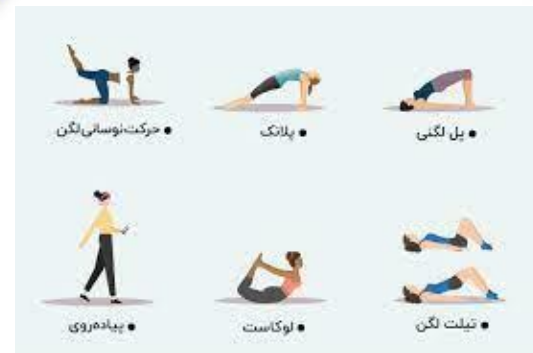 • پل لگنی
• پلانک
• حرکت‌نوسانی‌لگن
• تیلت لگن
• لوکاست
• پیاده‌روی